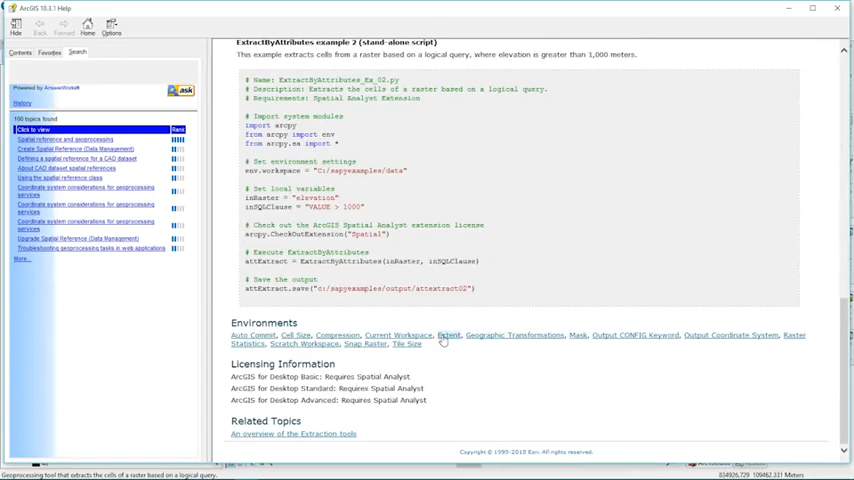 ArcGIS 10.3.1 Help
Hide Back Forward Home Options
Contents Favorites Search
Powered by AnswerWorks®
ask
History
100 topics found
Click to view Rank
Spatial reference and geoprocessing
Create Spatial Reference (Data Management)
Defining a spatial reference for a CAD dataset
About CAD dataset spatial references
Using the spatial reference class
Coordinate system considerations for geoprocessing
services
Coordinate system considerations for geoprocessing
services
Coordinate system considerations for geoprocessing
services
Upgrade Spatial Reference (Data Management)
Troubleshooting geoprocessing tasks in web applications
More...
ExtractByAttributes example 2 (stand-alone script)
This example extracts cells from a raster based on a logical query, where elevation is greater than 1,000 meters.
# Name: ExtractByAttributes_Ex_02.py
# Description: Extracts the cells of a raster based on a logical query.
# Requirements: Spatial Analyst Extension
# Import system modules
import arcpy
from arcpy import env
from arcpy.sa import *
# Set environment settings
env.workspace = "C:/sapyexamples/data"
# Set local variables
inRaster = "elevation"
inSQLClause = "VALUE > 1000"
# Check out the ArcGIS Spatial Analyst extension license
arcpy.CheckOutExtension("Spatial")
# Execute ExtractByAttributes
attExtract = ExtractByAttributes(inRaster, inSQLClause)
# Save the output
attExtract.save("c:/sapyexamples/output/attextract02")
Environments
Auto Commit, Cell Size, Compression, Current Workspace, Extent, Geographic Transformations, Mask, Output CONFIG Keyword, Output Coordinate System, Raster
Statistics, Scratch Workspace, Snap Raster, Tile Size
Licensing Information
ArcGIS for Desktop Basic: Requires Spatial Analyst
ArcGIS for Desktop Standard: Requires Spatial Analyst
ArcGIS for Desktop Advanced: Requires Spatial Analyst
Related Topics
An overview of the Extraction tools
Copyright © 1995-2015 Esri. All rights reserved.
Geoprocessing tool that extracts the cells of a raster based on a logical query.
834926.729 109462.331 Meters